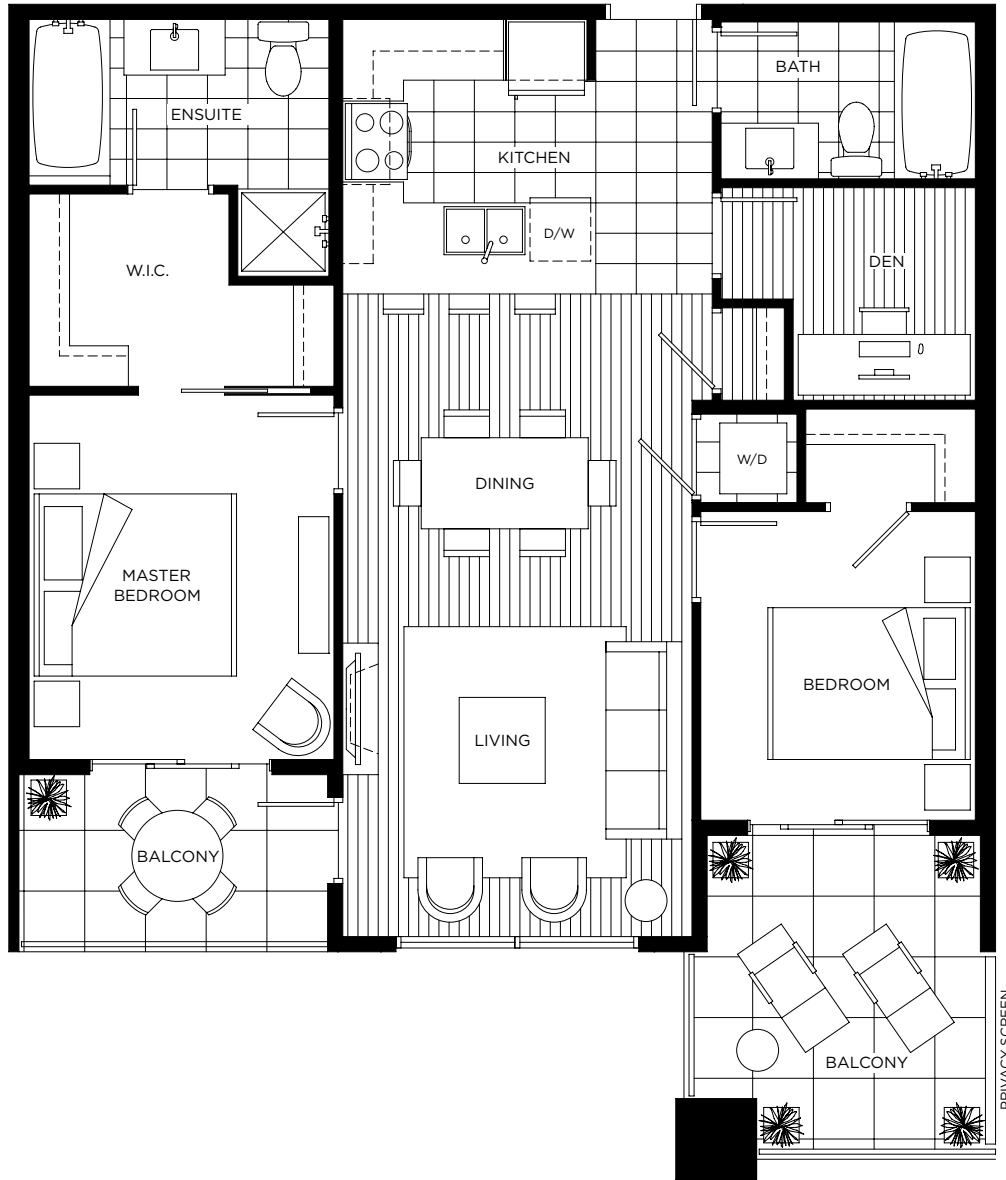 BATH
ENSUITE
KITCHEN
D/W
W.I.C.
DEN
W/D
DINING
MASTER
BEDROOM
BEDROOM
LIVING
BALCONY
BALCONY
PRIVACY SCREEN